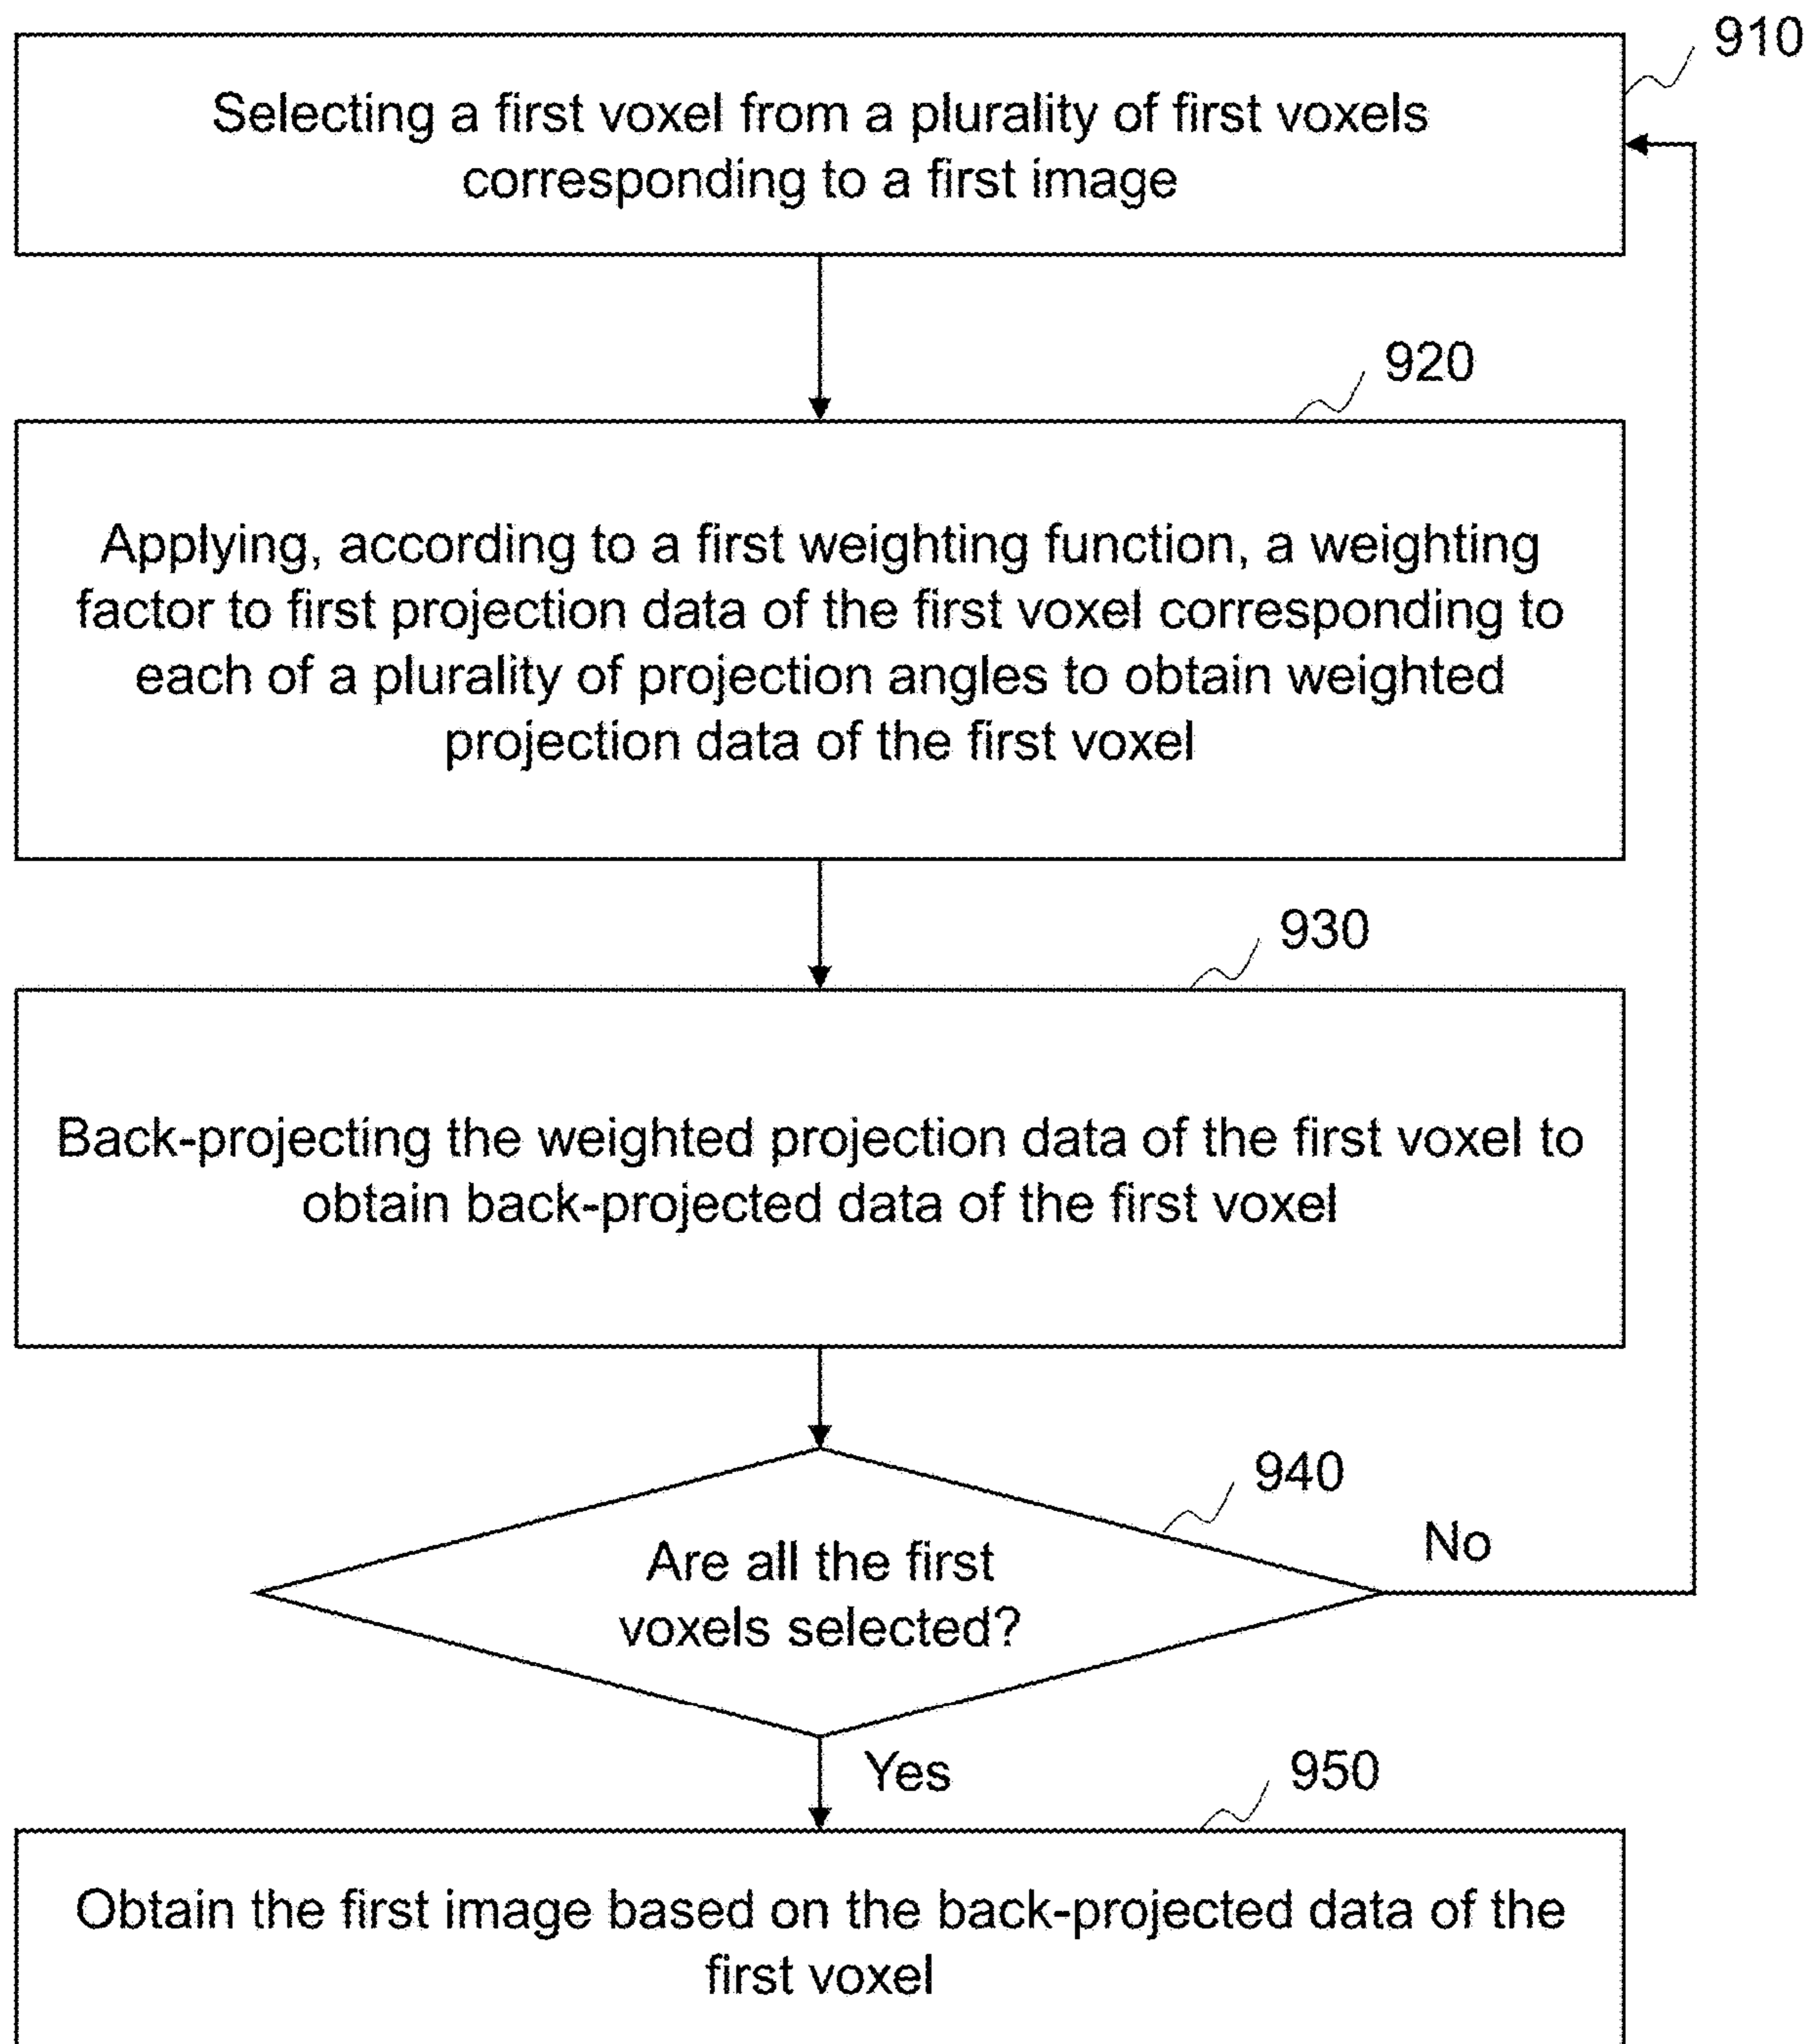 910
Selecting a first voxel from a plurality of first voxels
corresponding to a first image
920
Applying, according to a first weighting function, a weighting
factor to first projection data of the first voxel corresponding to
each of a plurality of projection angles to obtain weighted
projection data of the first voxel
930
Back-projecting the weighted projection data of the first voxel to
obtain back-projected data of the first voxel
940
No
Are all the first
voxels selected?
Yes
950
Obtain the first image based on the back-projected data of the
first voxel